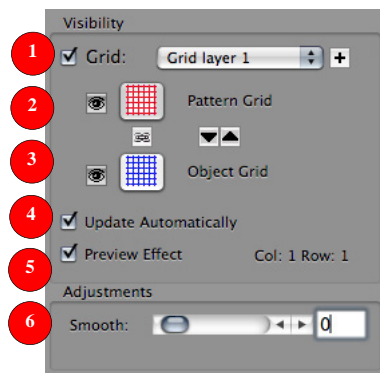 Visibility
1 Grid: Grid layer 1 +
2 Pattern Grid
3 Object Grid
4 Update Automatically
5 Preview Effect Col: 1 Row: 1
Adjustments
6 Smooth: 0